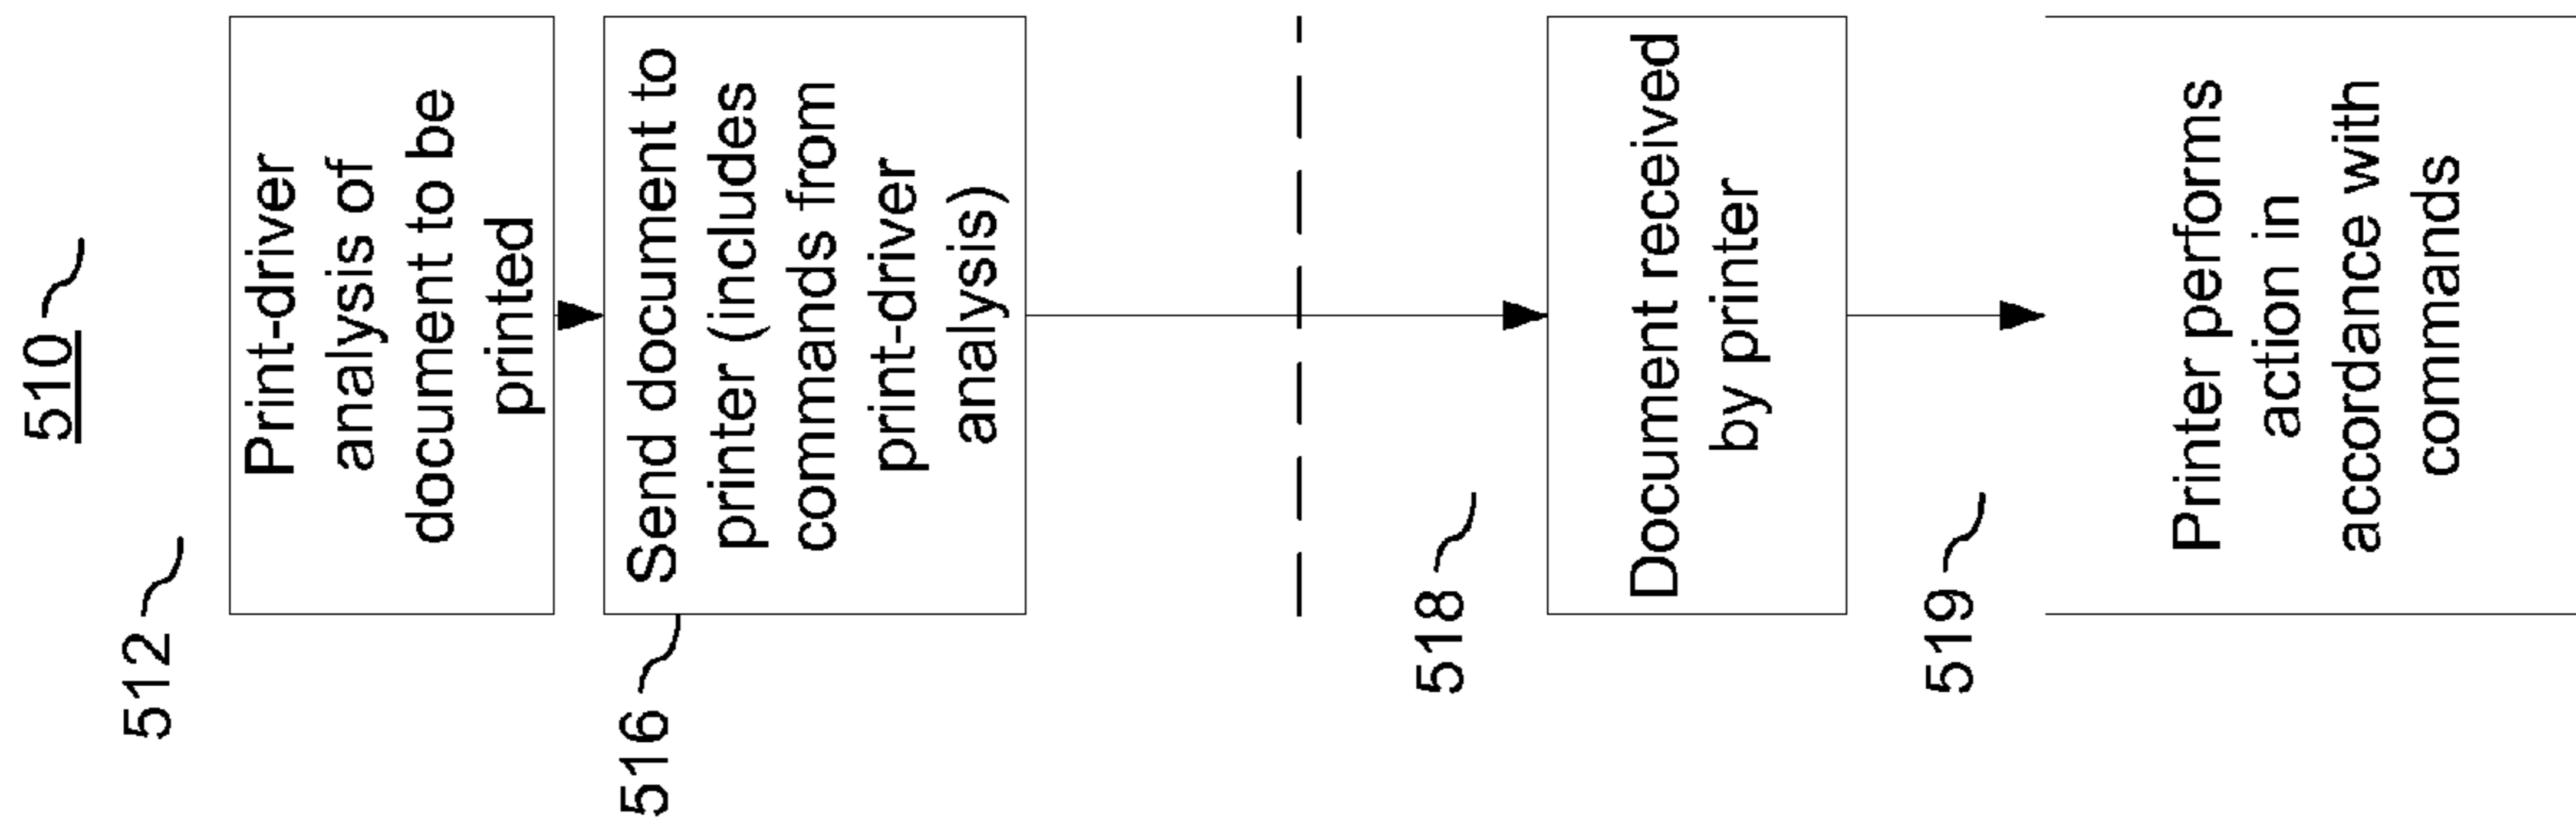 510
512
Print-driver
analysis of
document to be
printed
516
Send document to
printer (includes
commands from
print-driver
analysis)
518
Document received
by printer
519
Printer performs
action in
accordance with
commands